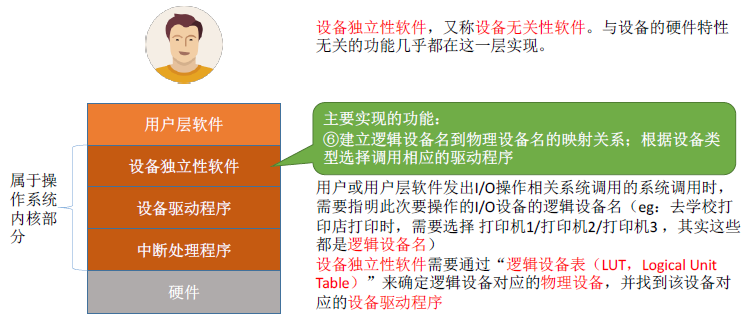 设备独立性软件，又称设备无关性软件。与设备的硬件特性
无关的功能几乎都在这一层实现。
用户层软件
设备独立性软件
设备驱动程序
中断处理程序
硬件
属于操
作系统
内核部
分
主要实现的功能：
⑥建立逻辑设备名到物理设备名的映射关系；根据设备类
型选择调用相应的驱动程序
用户或用户层软件发出I/O操作相关系统调用的系统调用时，
需要指明此次要操作的I/O设备的逻辑设备名（eg：去学校打
印店打印时，需要选择 打印机1/打印机2/打印机3 ，其实这些
都是逻辑设备名）
设备独立性软件需要通过“逻辑设备表（LUT，Logical Unit
Table）”来确定逻辑设备对应的物理设备，并找到该设备对
应的设备驱动程序